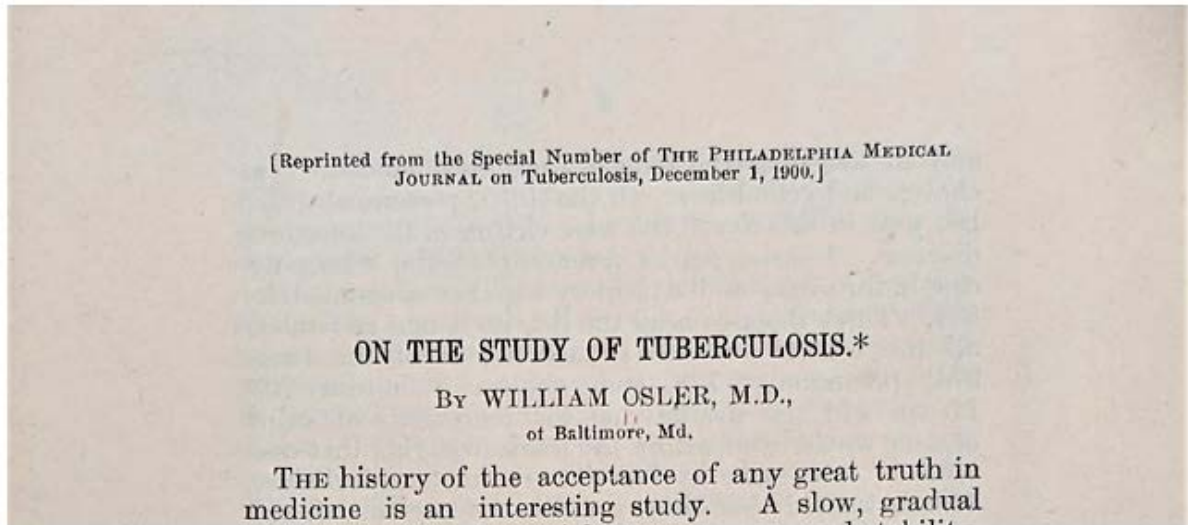 [Reprinted from the Special Number of THE PHILADELPHIA MEDICAL
JOURNAL on Tuberculosis, December 1, 1900.]
ON THE STUDY OF TUBERCULOSIS.*
BY WILLIAM OSLER, M.D.,
of Baltimore, Md.
THE history of the acceptance of any great truth in
medicine is an interesting study. A slow, gradual